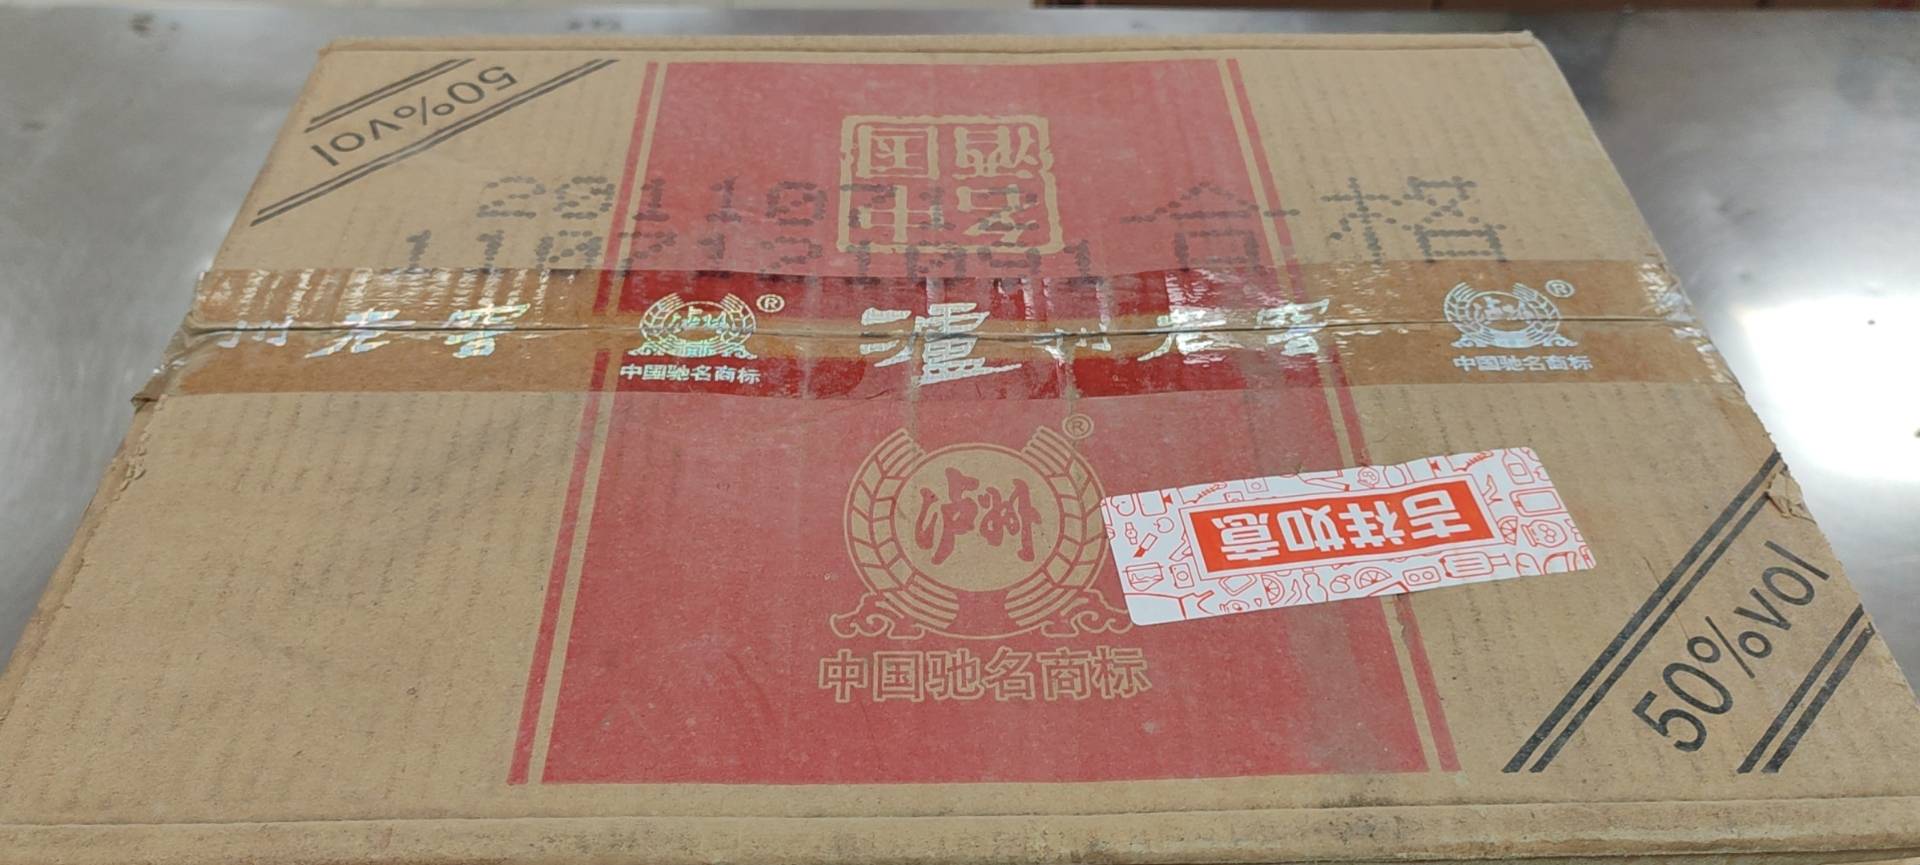 50%vol
合格
老窖
泸州
®
中国驰名商标
泸州老窖
泸州
®
中国驰名商标
泸州
®
中国驰名商标
吉祥如意
50%vol